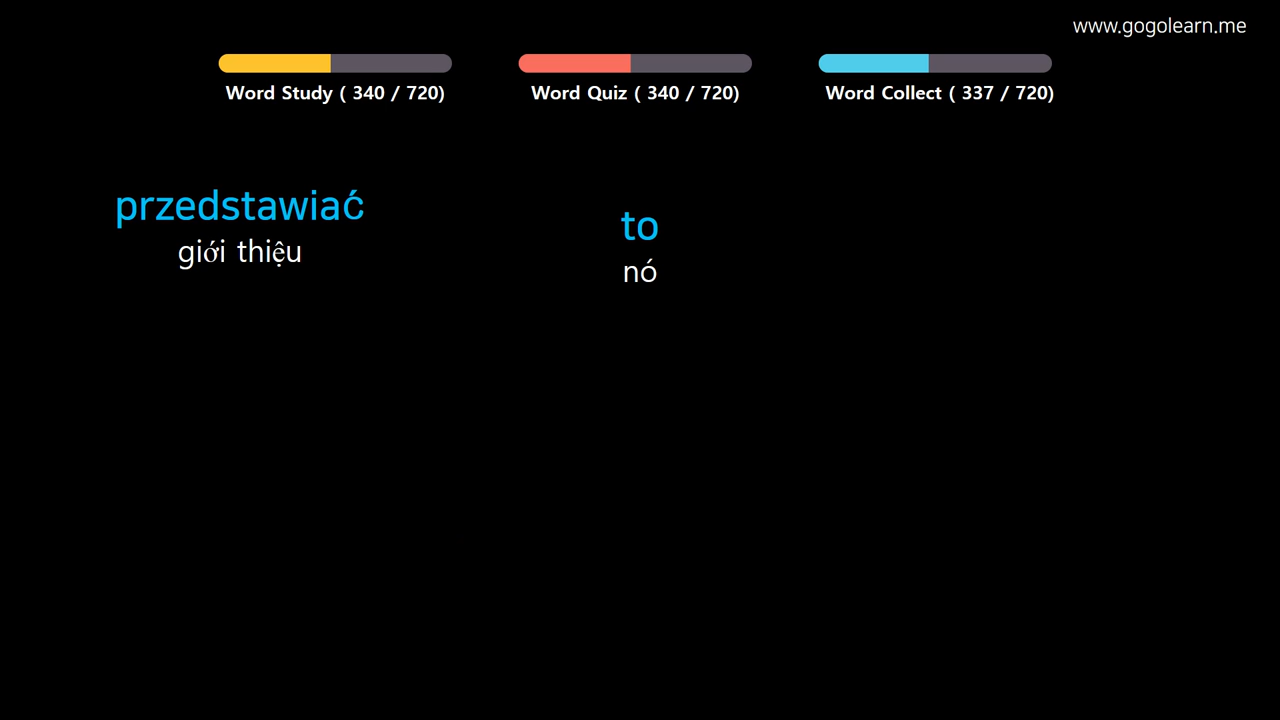 www.gogolearn.me
Word Study ( 340 / 720)
Word Quiz ( 340 / 720)
Word Collect ( 337 / 720)
przedstawiać
giới thiệu
to
nó